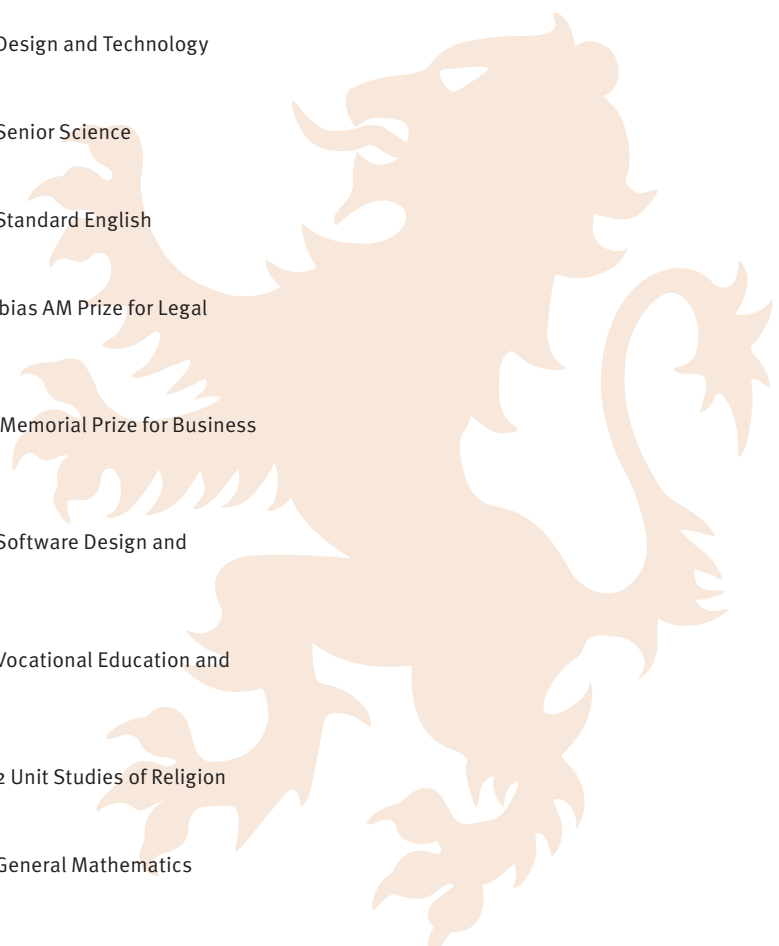 Design and Technology
Senior Science
Standard English
bias AM Prize for Legal
Memorial Prize for Business
Software Design and
Vocational Education and
2 Unit Studies of Religion
General Mathematics